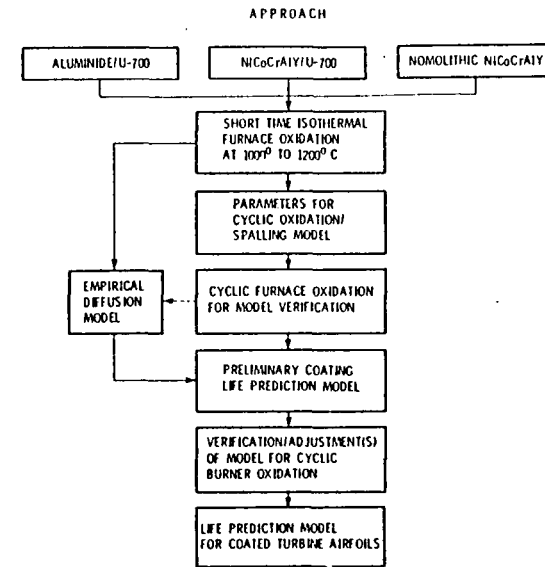 APPROACH
ALUMINIDE/U-700
NiCoCrAlY/U-700
NOMOLITHIC NiCoCrAlY
SHORT TIME ISOTHERMAL
FURNACE OXIDATION
AT 1000⁰ TO 1200⁰ C
PARAMETERS FOR
CYCLIC OXIDATION/
SPALLING MODEL
EMPIRICAL
DIFFUSION
MODEL
CYCLIC FURNACE OXIDATION
FOR MODEL VERIFICATION
PRELIMINARY COATING
LIFE PREDICTION MODEL
VERIFICATION/ADJUSTMENT(S)
OF MODEL FOR CYCLIC
BURNER OXIDATION
LIFE PREDICTION MODEL
FOR COATED TURBINE AIRFOILS